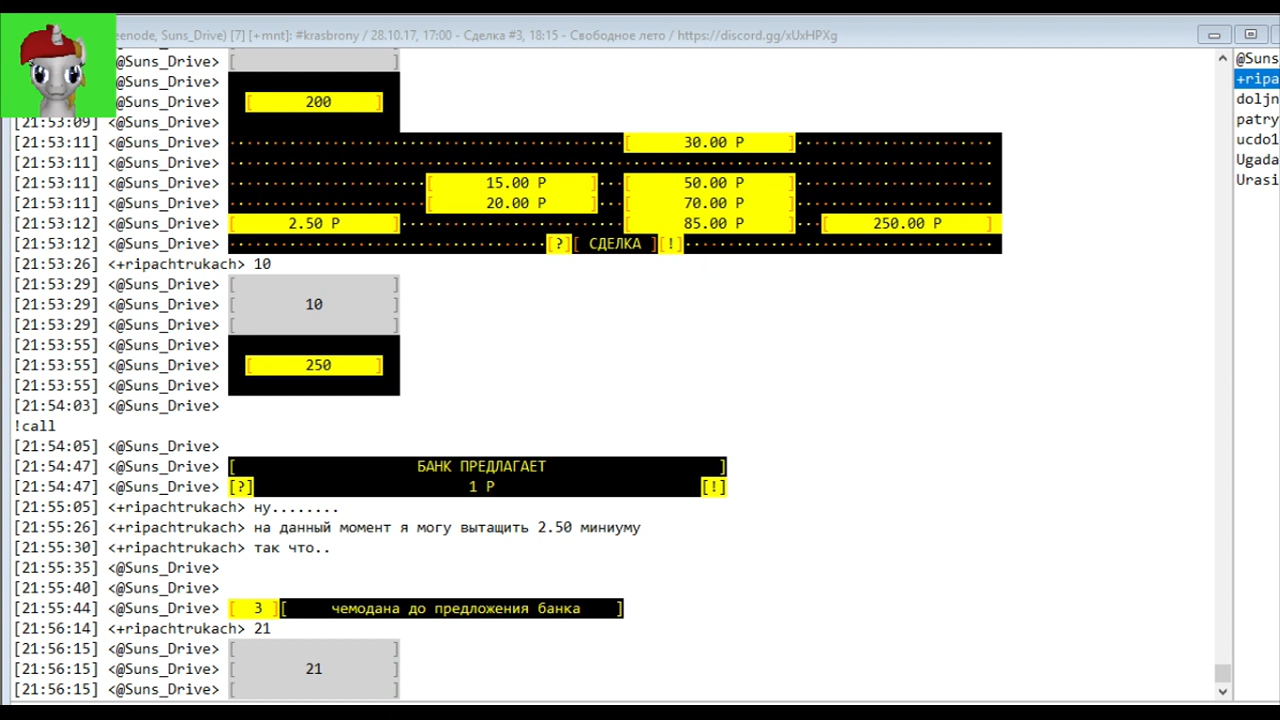 eenode, Suns_Drive) [7] [+mnt]: #krasbrony / 28.10.17, 17:00 - Сделка #3, 18:15 - Свободное лето / https://discord.gg/xUxHPXg
@Suns_Drive> [ ]
@Suns_Drive>
@Suns_Drive> [ 200 ]
[21:53:09] <@Suns_Drive>
[21:53:11] <@Suns_Drive> [ 30.00 Р ]
[21:53:11] <@Suns_Drive>
[21:53:11] <@Suns_Drive> [ 15.00 Р ] [ 50.00 Р ]
[21:53:11] <@Suns_Drive> [ 20.00 Р ] [ 70.00 Р ]
[21:53:12] <@Suns_Drive> [ 2.50 Р ] [ 85.00 Р ] [ 250.00 Р ]
[21:53:12] <@Suns_Drive> [?][ СДЕЛКА ][!]
[21:53:26] <+ripachtrukach> 10
[21:53:29] <@Suns_Drive> [ ]
[21:53:29] <@Suns_Drive> [ 10 ]
[21:53:29] <@Suns_Drive> [ ]
[21:53:55] <@Suns_Drive>
[21:53:55] <@Suns_Drive> [ 250 ]
[21:53:55] <@Suns_Drive>
[21:54:03] <@Suns_Drive>
!call
[21:54:05] <@Suns_Drive>
[21:54:47] <@Suns_Drive> [ БАНК ПРЕДЛАГАЕТ ]
[21:54:47] <@Suns_Drive> [?] 1 Р [!]
[21:55:05] <+ripachtrukach> ну........
[21:55:26] <+ripachtrukach> на данный момент я могу вытащить 2.50 миниуму
[21:55:30] <+ripachtrukach> так что..
[21:55:35] <@Suns_Drive>
[21:55:40] <@Suns_Drive>
[21:55:44] <@Suns_Drive> [ 3 ][ чемодана до предложения банка ]
[21:56:14] <+ripachtrukach> 21
[21:56:15] <@Suns_Drive> [ ]
[21:56:15] <@Suns_Drive> [ 21 ]
[21:56:15] <@Suns_Drive> [ ]
@Suns
+ripa
doljn
patry
ucdo1
Ugada
Urasi